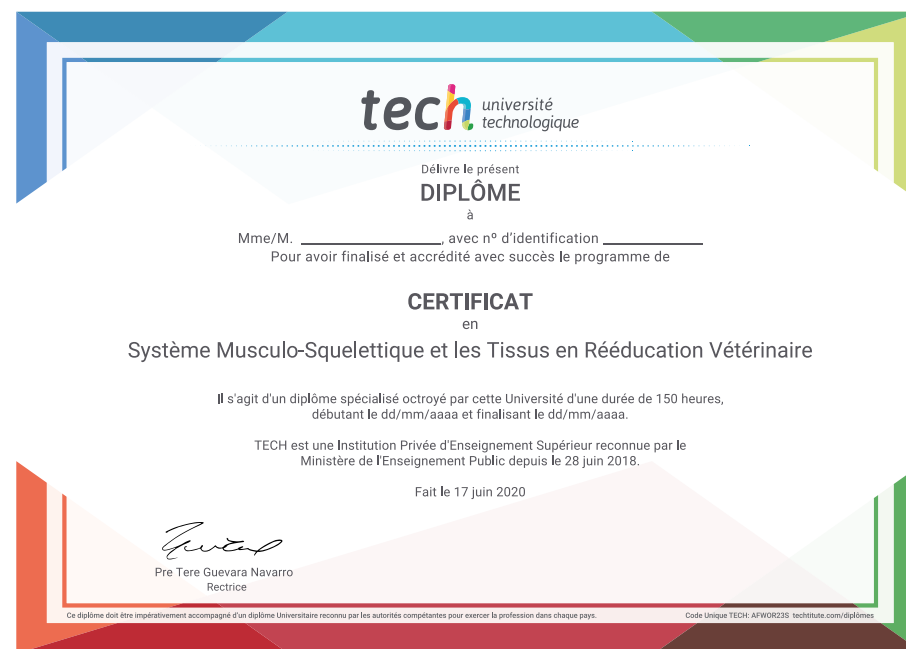 tech université
technologique
Délivre le présent
DIPLÔME
à
Mme/M. ____________________, avec nº d'identification ______________
Pour avoir finalisé et accrédité avec succès le programme de
CERTIFICAT
en
Système Musculo-Squelettique et les Tissus en Rééducation Vétérinaire
Il s'agit d'un diplôme spécialisé octroyé par cette Université d'une durée de 150 heures,
débutant le dd/mm/aaaa et finalisant le dd/mm/aaaa.
TECH est une Institution Privée d'Enseignement Supérieur reconnue par le
Ministère de l'Enseignement Public depuis le 28 juin 2018.
Fait le 17 juin 2020
Pre Tere Guevara Navarro
Rectrice
Ce diplôme doit être impérativement accompagné d'un diplôme Universitaire reconnu par les autorités compétantes pour exercer la profession dans chaque pays.
Code Unique TECH: AFWOR23S techtitute.com/diplômes